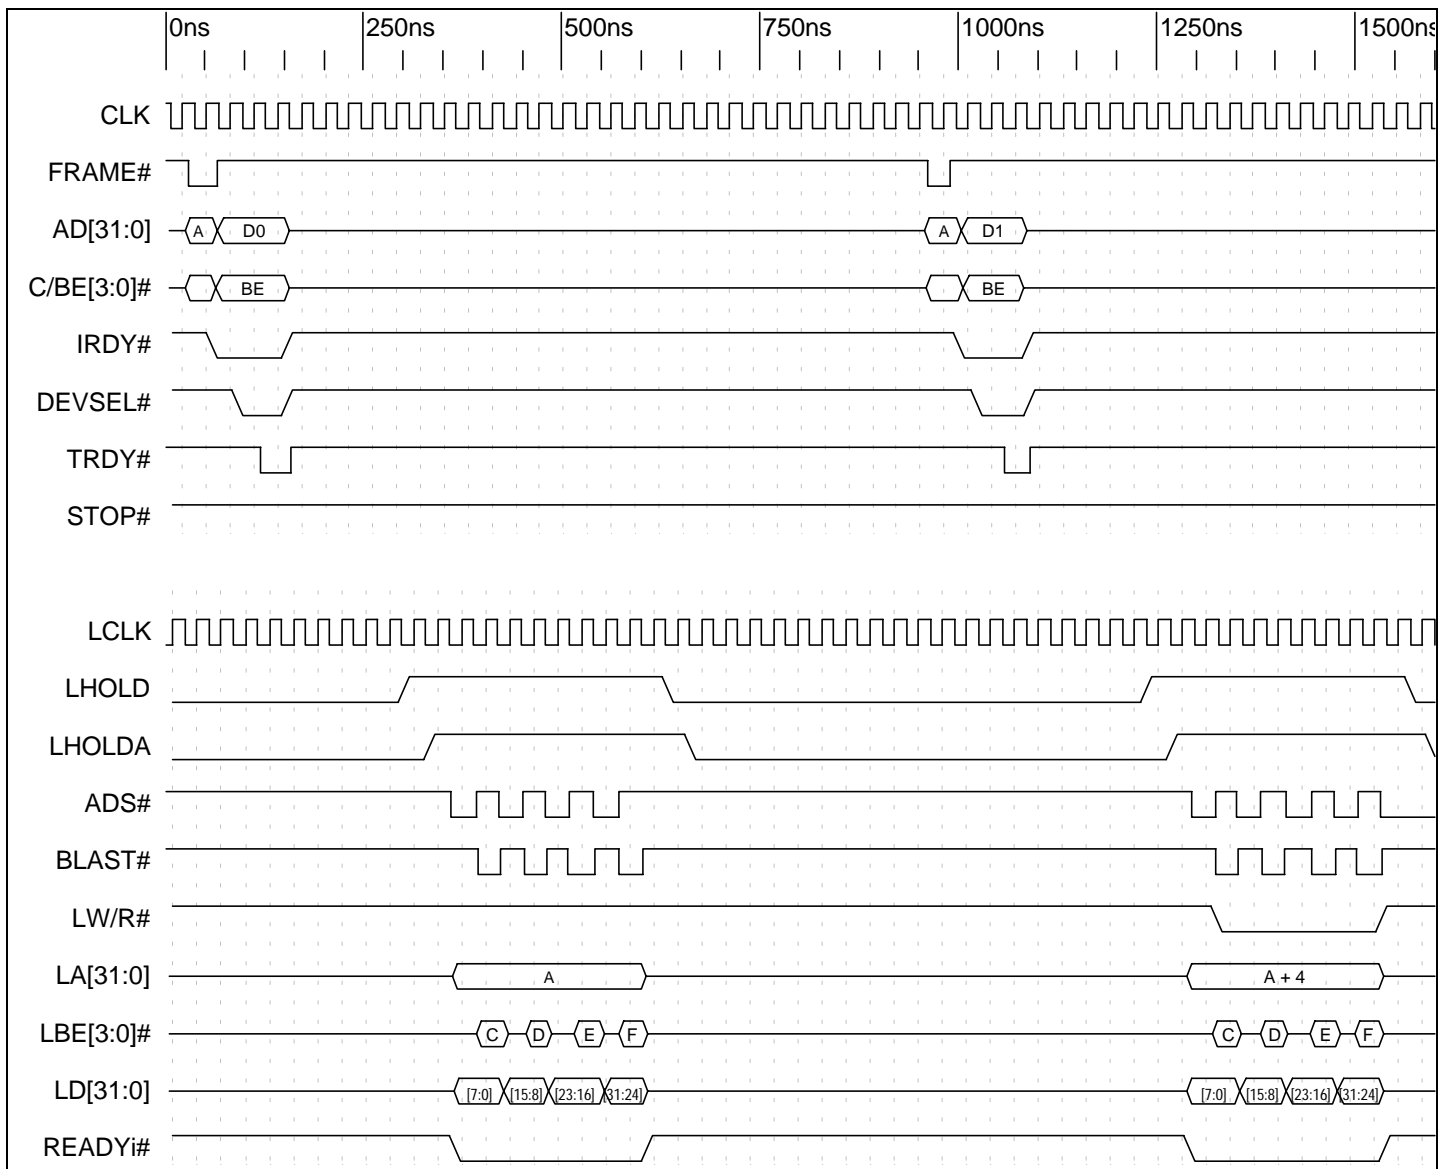 0ns 250ns 500ns 750ns 1000ns 1250ns 1500ns
CLK
FRAME#
AD[31:0] A D0 A D1
C/BE[3:0]# BE BE
IRDY#
DEVSEL#
TRDY#
STOP#
LCLK
LHOLD
LHOLDA
ADS#
BLAST#
LW/R#
LA[31:0] A A + 4
LBE[3:0]# C D E F C D E F
LD[31:0] [7:0] [15:8] [23:16] [31:24] [7:0] [15:8] [23:16] [31:24]
READYi#